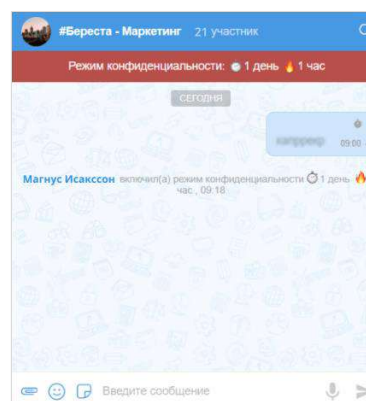 #Береста - Маркетинг 21 участник
Режим конфиденциальности: 1 день 1 час
СЕГОДНЯ
09:00
Магнус Исакссон включил(а) режим конфиденциальности 1 день
час , 09:18
Введите сообщение